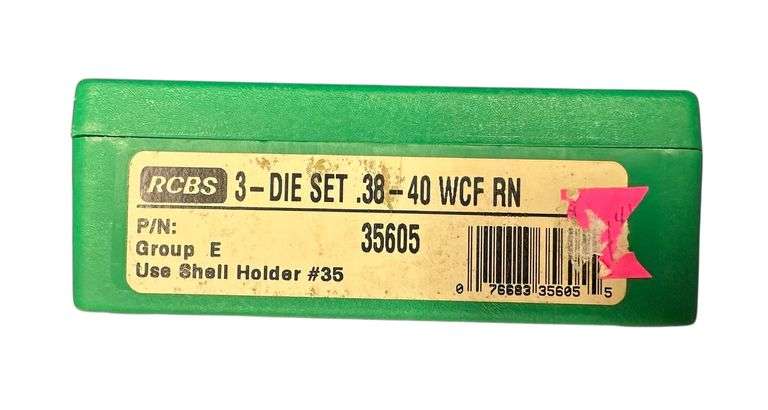 RCBS 3-DIE SET .38-40 WCF RN
P/N: 35605
Group E
Use Shell Holder #35
0 76683 35605 5